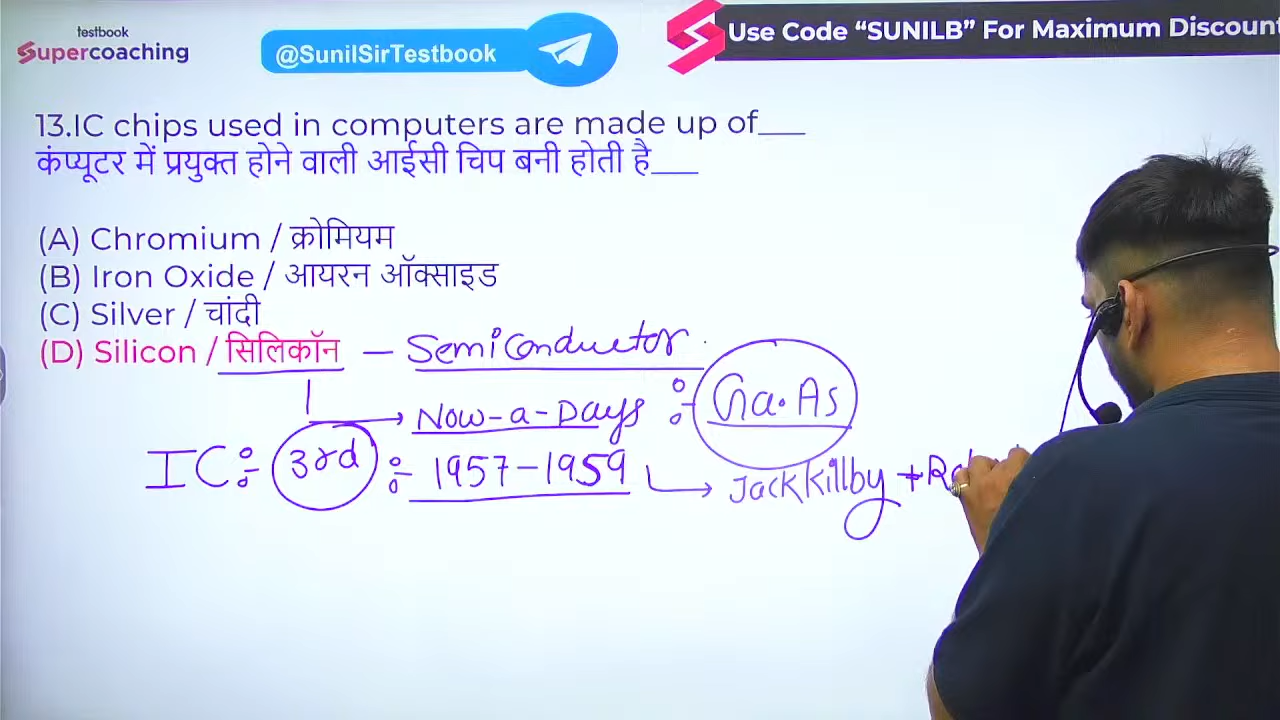 testbook
Supercoaching
@SunilSirTestbook
Use Code “SUNILB” For Maximum Discount
13.IC chips used in computers are made up of___
कंप्यूटर में प्रयुक्त होने वाली आईसी चिप बनी होती है___
(A) Chromium / क्रोमियम
(B) Iron Oxide / आयरन ऑक्साइड
(C) Silver / चांदी
(D) Silicon / सिलिकॉन — Semiconductor
Now-a-Days :- Ga.As
IC:- 3rd :- 1957-1959
Jack Killby +